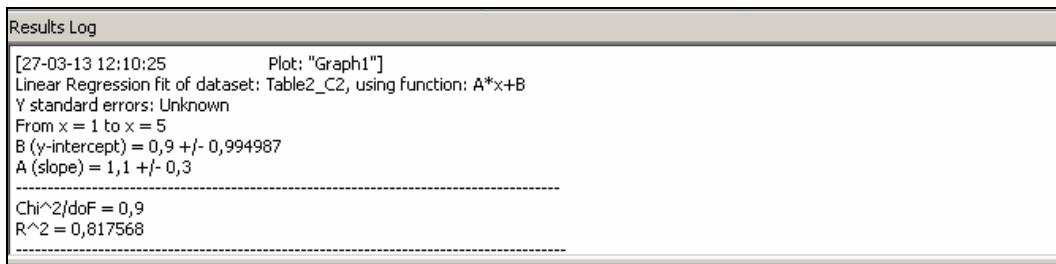 Results Log
[27-03-13 12:10:25 Plot: "Graph1"]
Linear Regression fit of dataset: Table2_C2, using function: A*x+B
Y standard errors: Unknown
From x = 1 to x = 5
B (y-intercept) = 0,9 +/- 0,994987
A (slope) = 1,1 +/- 0,3
---------------------------------------------------------------------------------------
Chi^2/doF = 0,9
R^2 = 0,817568
----------------------------------------------------------------------------------------